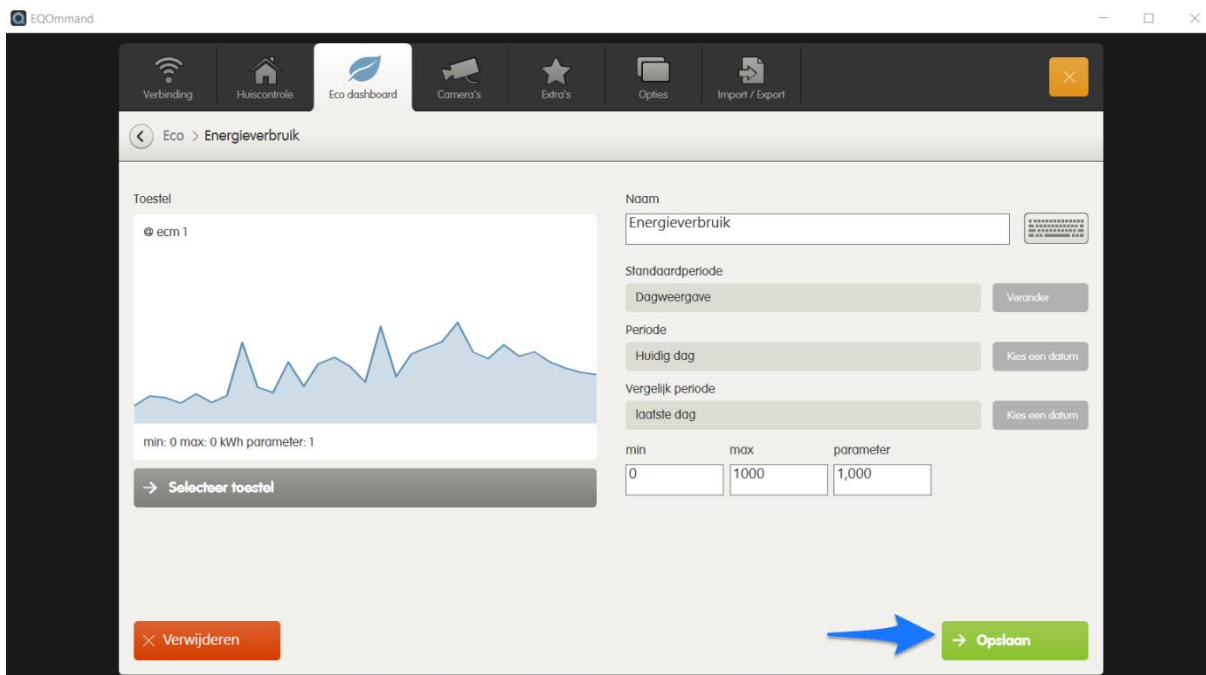 EQOmmand
Verbinding
Huiscontrole
Eco dashboard
Camera's
Extra's
Opties
Import / Export
Eco > Energieverbruik
Toestel
@ ecm 1
min: 0 max: 0 kWh parameter: 1
Selecteer toestel
Naam
Energieverbruik
Standaardperiode
Dagweergave
Verander
Periode
Huidig dag
Kies een datum
Vergelijk periode
laatste dag
Kies een datum
min max parameter
0 1000 1,000
Verwijderen
Opslaan